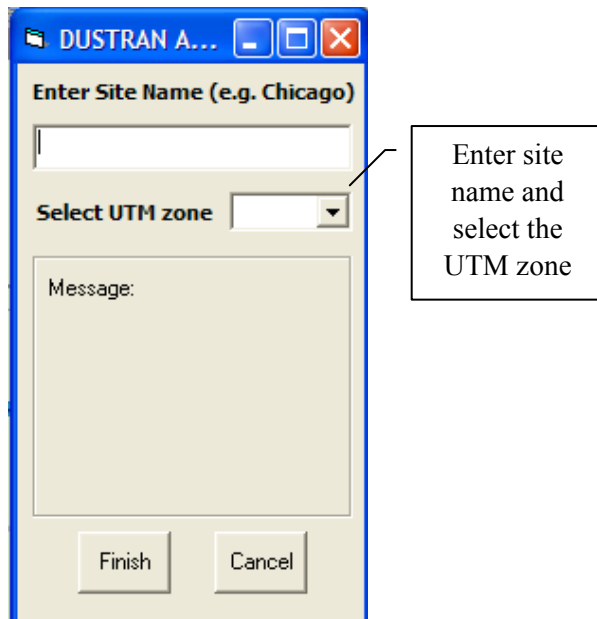 DUSTRAN A...
Enter Site Name (e.g. Chicago)
Select UTM zone
Message:
Finish
Cancel
Enter site
name and
select the
UTM zone